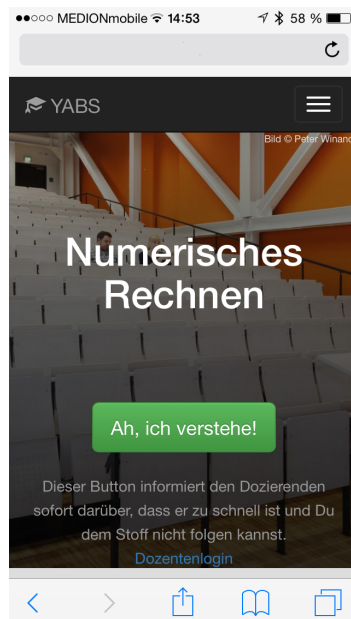 MEDIONmobile 14:53 58 %
YABS
Bild © Peter Winand
Numerisches
Rechnen
Ah, ich verstehe!
Dieser Button informiert den Dozierenden
sofort darüber, dass er zu schnell ist und Du
dem Stoff nicht folgen kannst.
Dozentenlogin